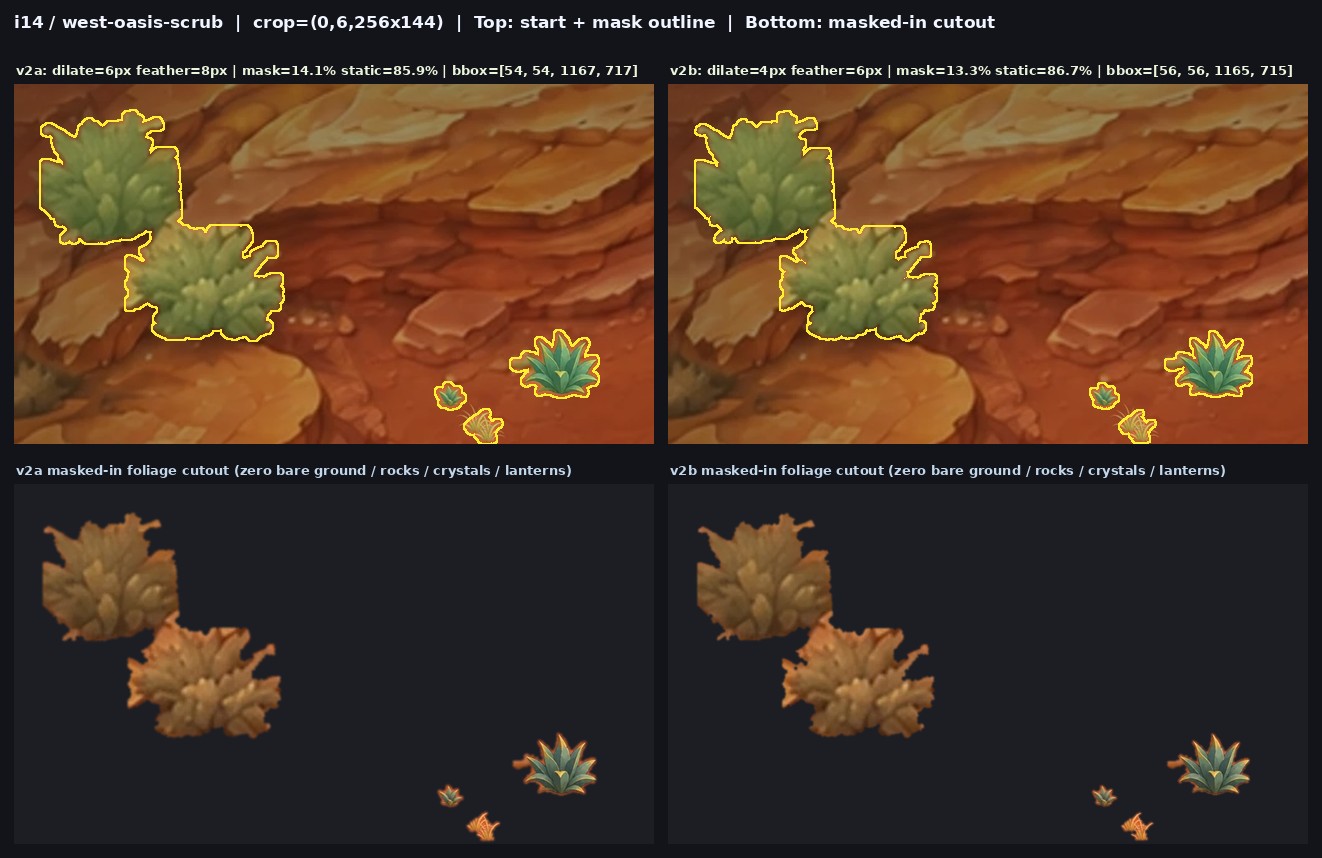 i14 / west-oasis-scrub | crop=(0,6,256x144) | Top: start + mask outline | Bottom: masked-in cutout
v2a: dilate=6px feather=8px | mask=14.1% static=85.9% | bbox=[54, 54, 1167, 717]
v2b: dilate=4px feather=6px | mask=13.3% static=86.7% | bbox=[56, 56, 1165, 715]
v2a masked-in foliage cutout (zero bare ground / rocks / crystals / lanterns)
v2b masked-in foliage cutout (zero bare ground / rocks / crystals / lanterns)